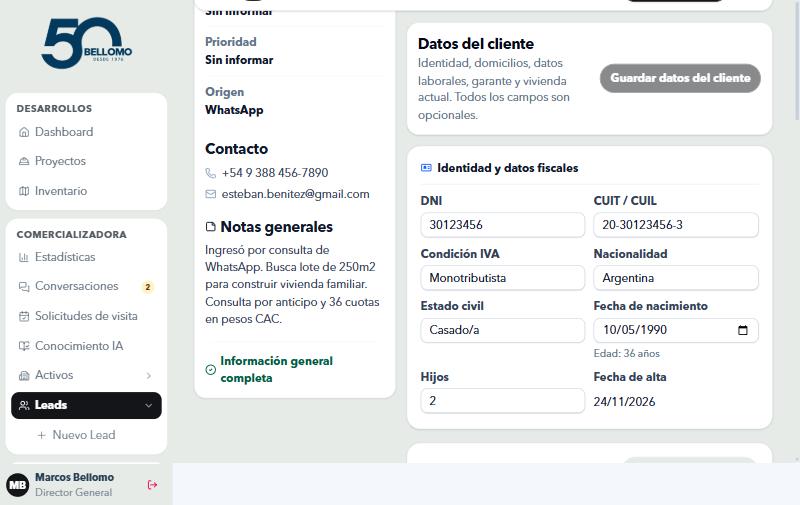 50
BELLOMO
DESDE 1976
DESARROLLOS
Dashboard
Proyectos
Inventario
COMERCIALIZADORA
Estadísticas
Conversaciones 2
Solicitudes de visita
Conocimiento IA
Activos
Leads
+ Nuevo Lead
MB Marcos Bellomo
Director General
Sin informar
Prioridad
Sin informar
Origen
WhatsApp
Contacto
+54 9 388 456-7890
esteban.benitez@gmail.com
Notas generales
Ingresó por consulta de
WhatsApp. Busca lote de 250m2
para construir vivienda familiar.
Consulta por anticipo y 36 cuotas
en pesos CAC.
Información general
completa
Datos del cliente
Identidad, domicilios, datos
laborales, garante y vivienda
actual. Todos los campos son
opcionales.
Guardar datos del cliente
Identidad y datos fiscales
DNI CUIT / CUIL
30123456 20-30123456-3
Condición IVA Nacionalidad
Monotributista Argentina
Estado civil Fecha de nacimiento
Casado/a 10/05/1990
Edad: 36 años
Hijos Fecha de alta
2 24/11/2026